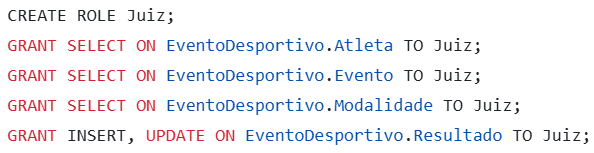 CREATE ROLE Juiz;
GRANT SELECT ON EventoDesportivo.Atleta TO Juiz;
GRANT SELECT ON EventoDesportivo.Evento TO Juiz;
GRANT SELECT ON EventoDesportivo.Modalidade TO Juiz;
GRANT INSERT, UPDATE ON EventoDesportivo.Resultado TO Juiz;